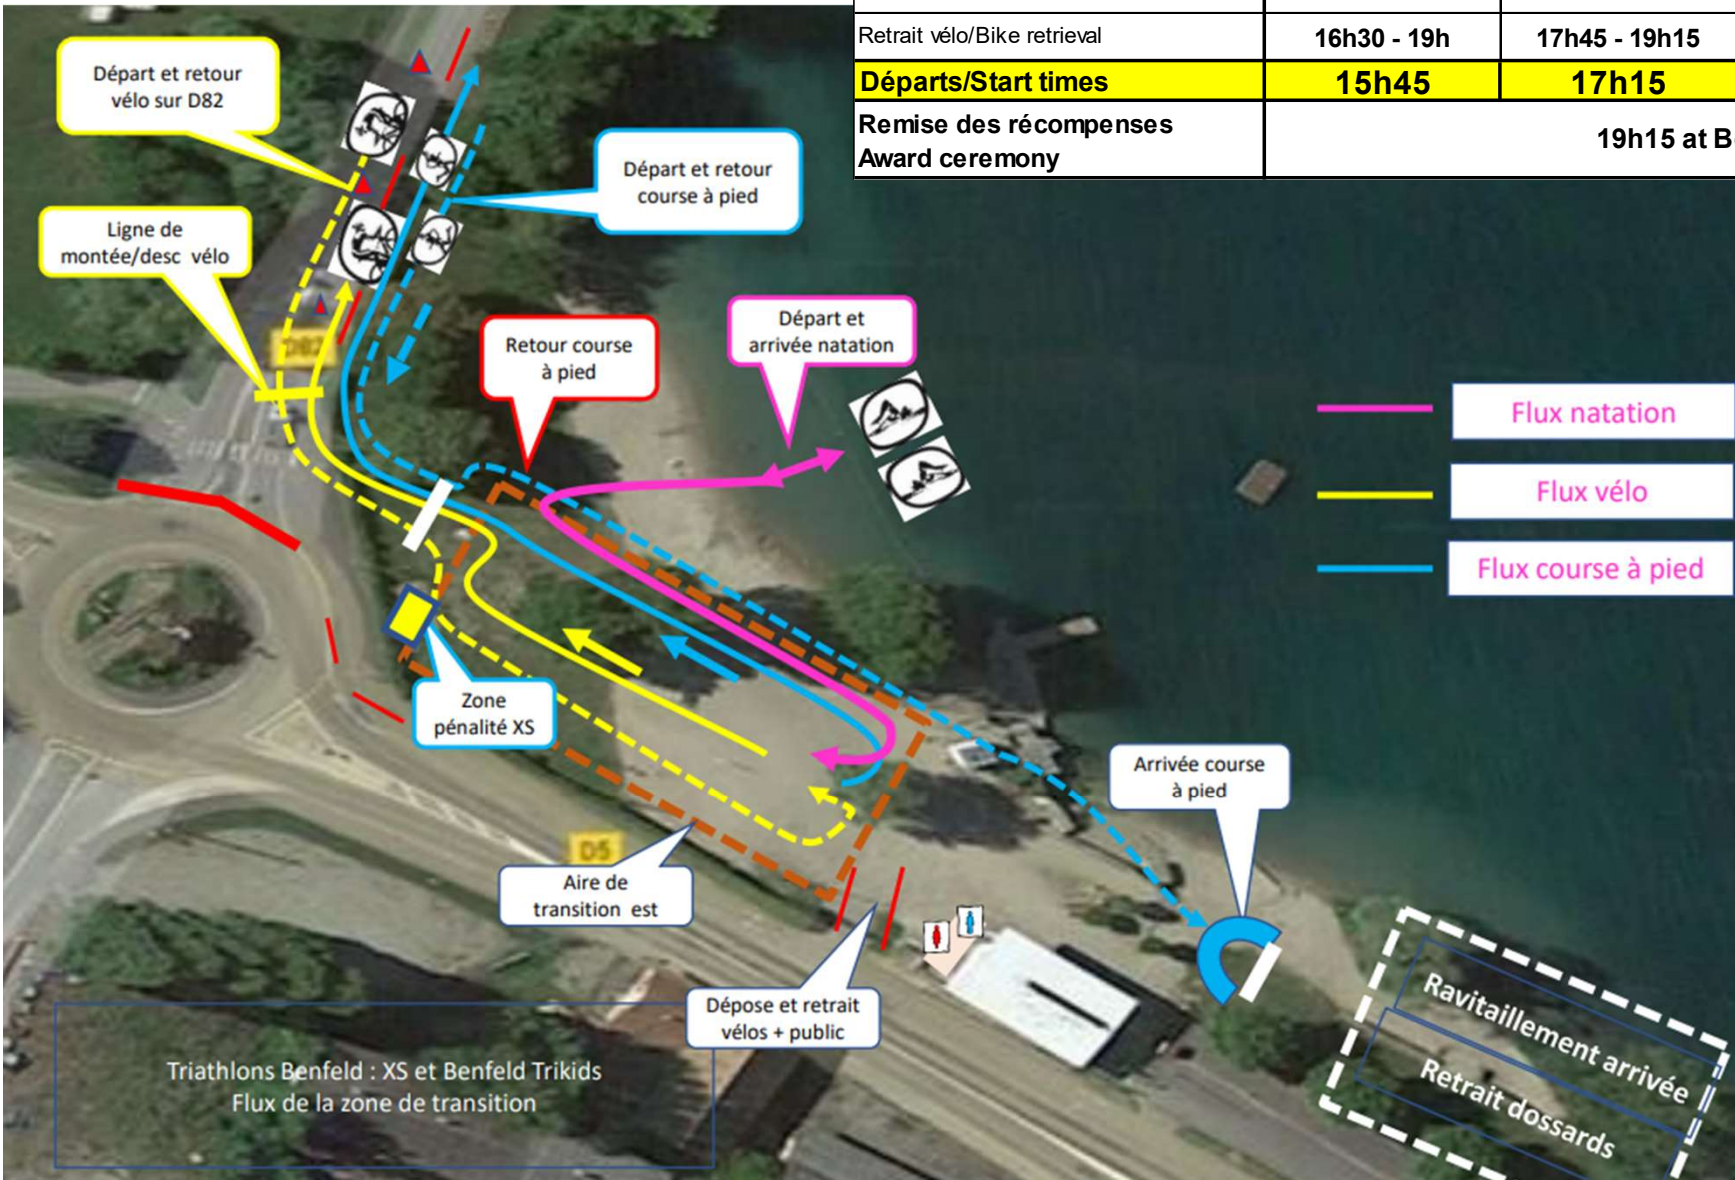 Retrait vélo/Bike retrieval 16h30 - 19h 17h45 - 19h15
Départs/Start times 15h45 17h15
Remise des récompenses
Award ceremony
19h15 at B
Départ et retour
vélo sur D82
Départ et retour
course à pied
Ligne de
montée/desc vélo
Départ et
arrivée natation
Retour course
à pied
D82
Flux natation
Flux vélo
Flux course à pied
Zone
pénalité XS
Arrivée course
à pied
D5
Aire de
transition est
Dépose et retrait
vélos + public
Ravitaillement arrivée
Retrait dossards
Triathlons Benfeld : XS et Benfeld Trikids
Flux de la zone de transition